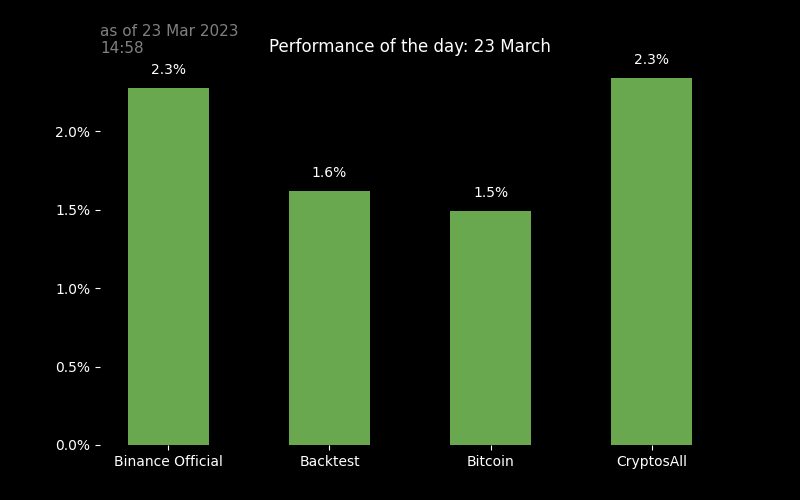 as of 23 Mar 2023
14:58
Performance of the day: 23 March
2.3%
1.6%
1.5%
2.3%
2.0%
1.5%
1.0%
0.5%
0.0%
Binance Official
Backtest
Bitcoin
CryptosAll